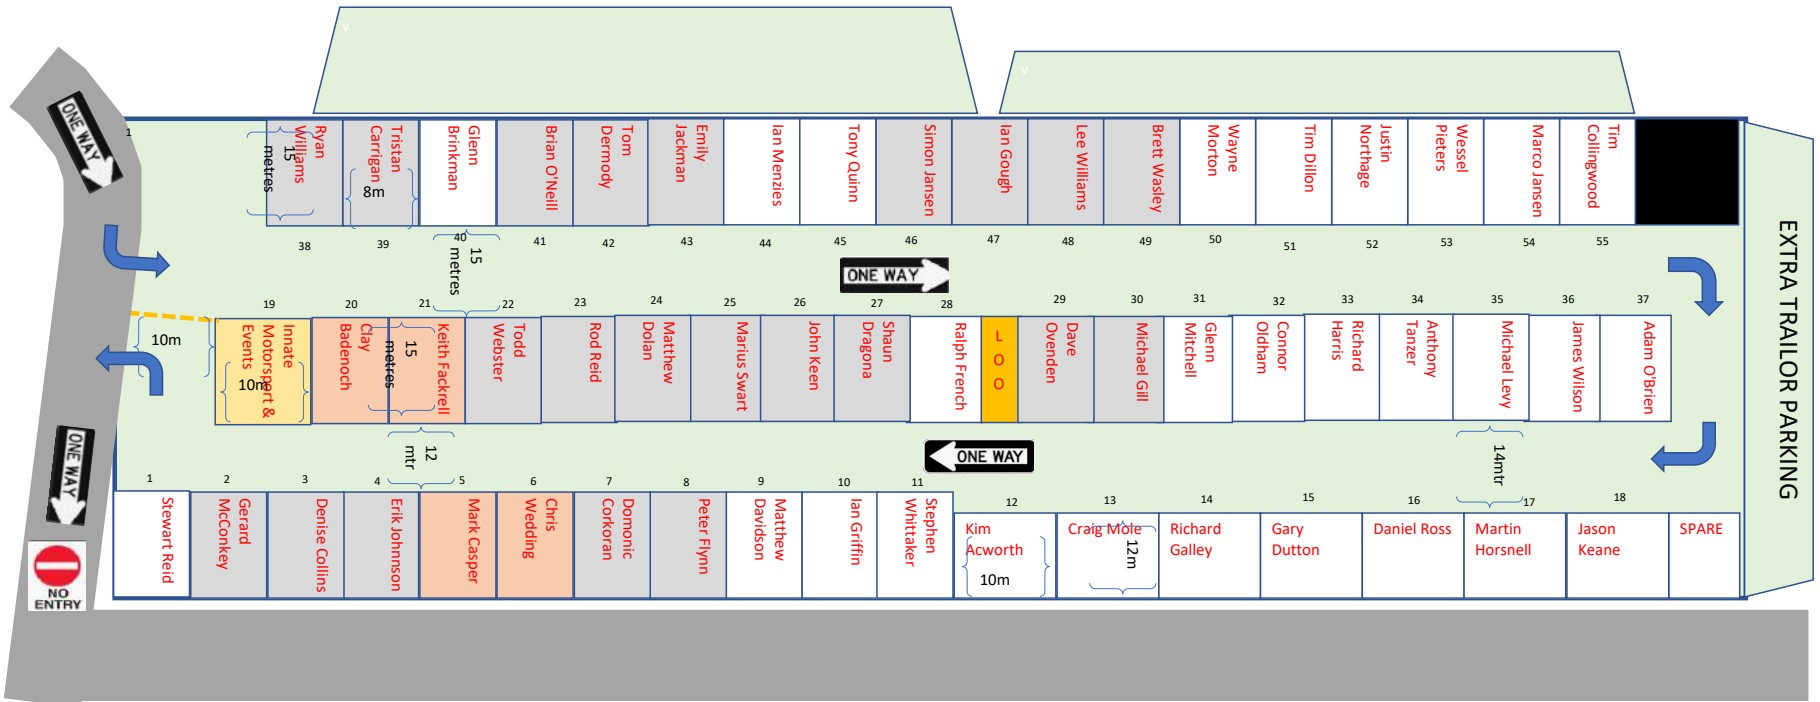 v
v
ONE WAY
1
Ryan
Williams
15
metres
Tristan
Carrigan
8m
Glenn
Brinkman
Brian O'Neill
Tom
Dermody
Emily
Jackman
Ian Menzies
Tony Quinn
Simon Jansen
Ian Gough
Lee Williams
Brett Wasley
Wayne
Morton
Tim Dillon
Justin
Northage
Wessel
Pieters
Marco Jansen
Tim
Collingwood
38
39
40
41
42
43
44
45
46
47
48
49
50
51
52
53
54
55
15
metres
ONE WAY
EXTRA TRAILOR PARKING
19
20
21
22
23
24
25
26
27
28
29
30
31
32
33
34
35
36
37
10m
Innate
Motorsport &
Events
10m
Clay
Badenoch
15
metres
Keith Fackrell
Todd
Webster
Rod Reid
Matthew
Dolan
Marius Swart
John Keen
Shaun
Dragona
Ralph French
L
O
O
Dave
Ovenden
Michael Gill
Glenn
Mitchell
Connor
Oldham
Richard
Harris
Anthony
Tanzer
Michael Levy
James Wilson
Adam O'Brien
12
mtr
ONE WAY
14mtr
ONE WAY
1
2
3
4
5
6
7
8
9
10
11
12
13
14
15
16
17
18
Stewart Reid
Gerard
McConkey
Denise Collins
Erik Johnnson
Mark Casper
Chris
Wedding
Domonic
Corkoran
Peter Flynn
Matthew
Davidson
Ian Griffin
Stephen
Whittaker
Kim
Acworth
10m
Craig Mole
12m
Richard
Galley
Gary
Dutton
Daniel Ross
Martin
Horsnell
Jason
Keane
SPARE
NO
ENTRY